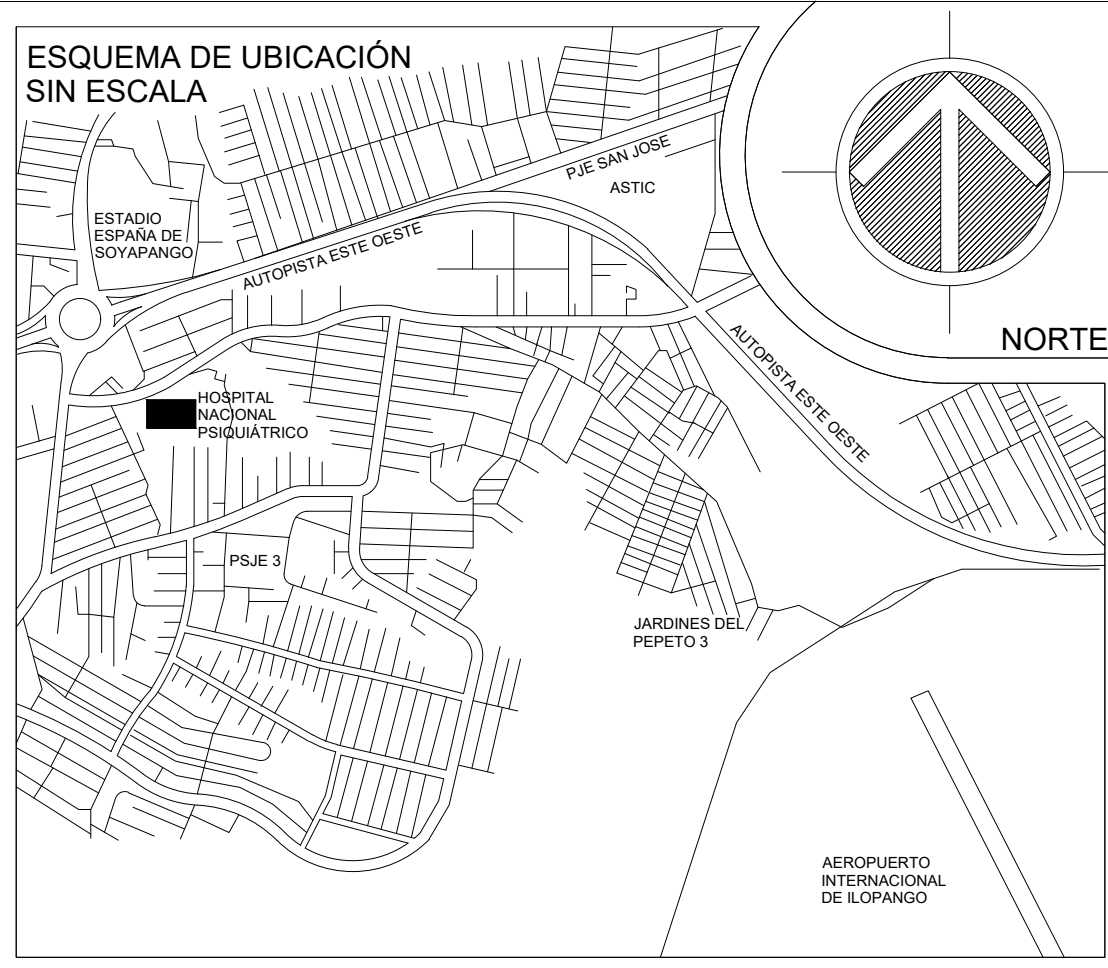 ESQUEMA DE UBICACIÓN
SIN ESCALA
PJE SAN JOSE
ASTIC
ESTADIO
ESPAÑA DE
SOYAPANGO
AUTOPISTA ESTE OESTE
NORTE
AUTOPISTA ESTE OESTE
HOSPITAL
NACIONAL
PSIQUIÁTRICO
PSJE 3
JARDINES DEL
PEPETO 3
AEROPUERTO
INTERNACIONAL
DE ILOPANGO